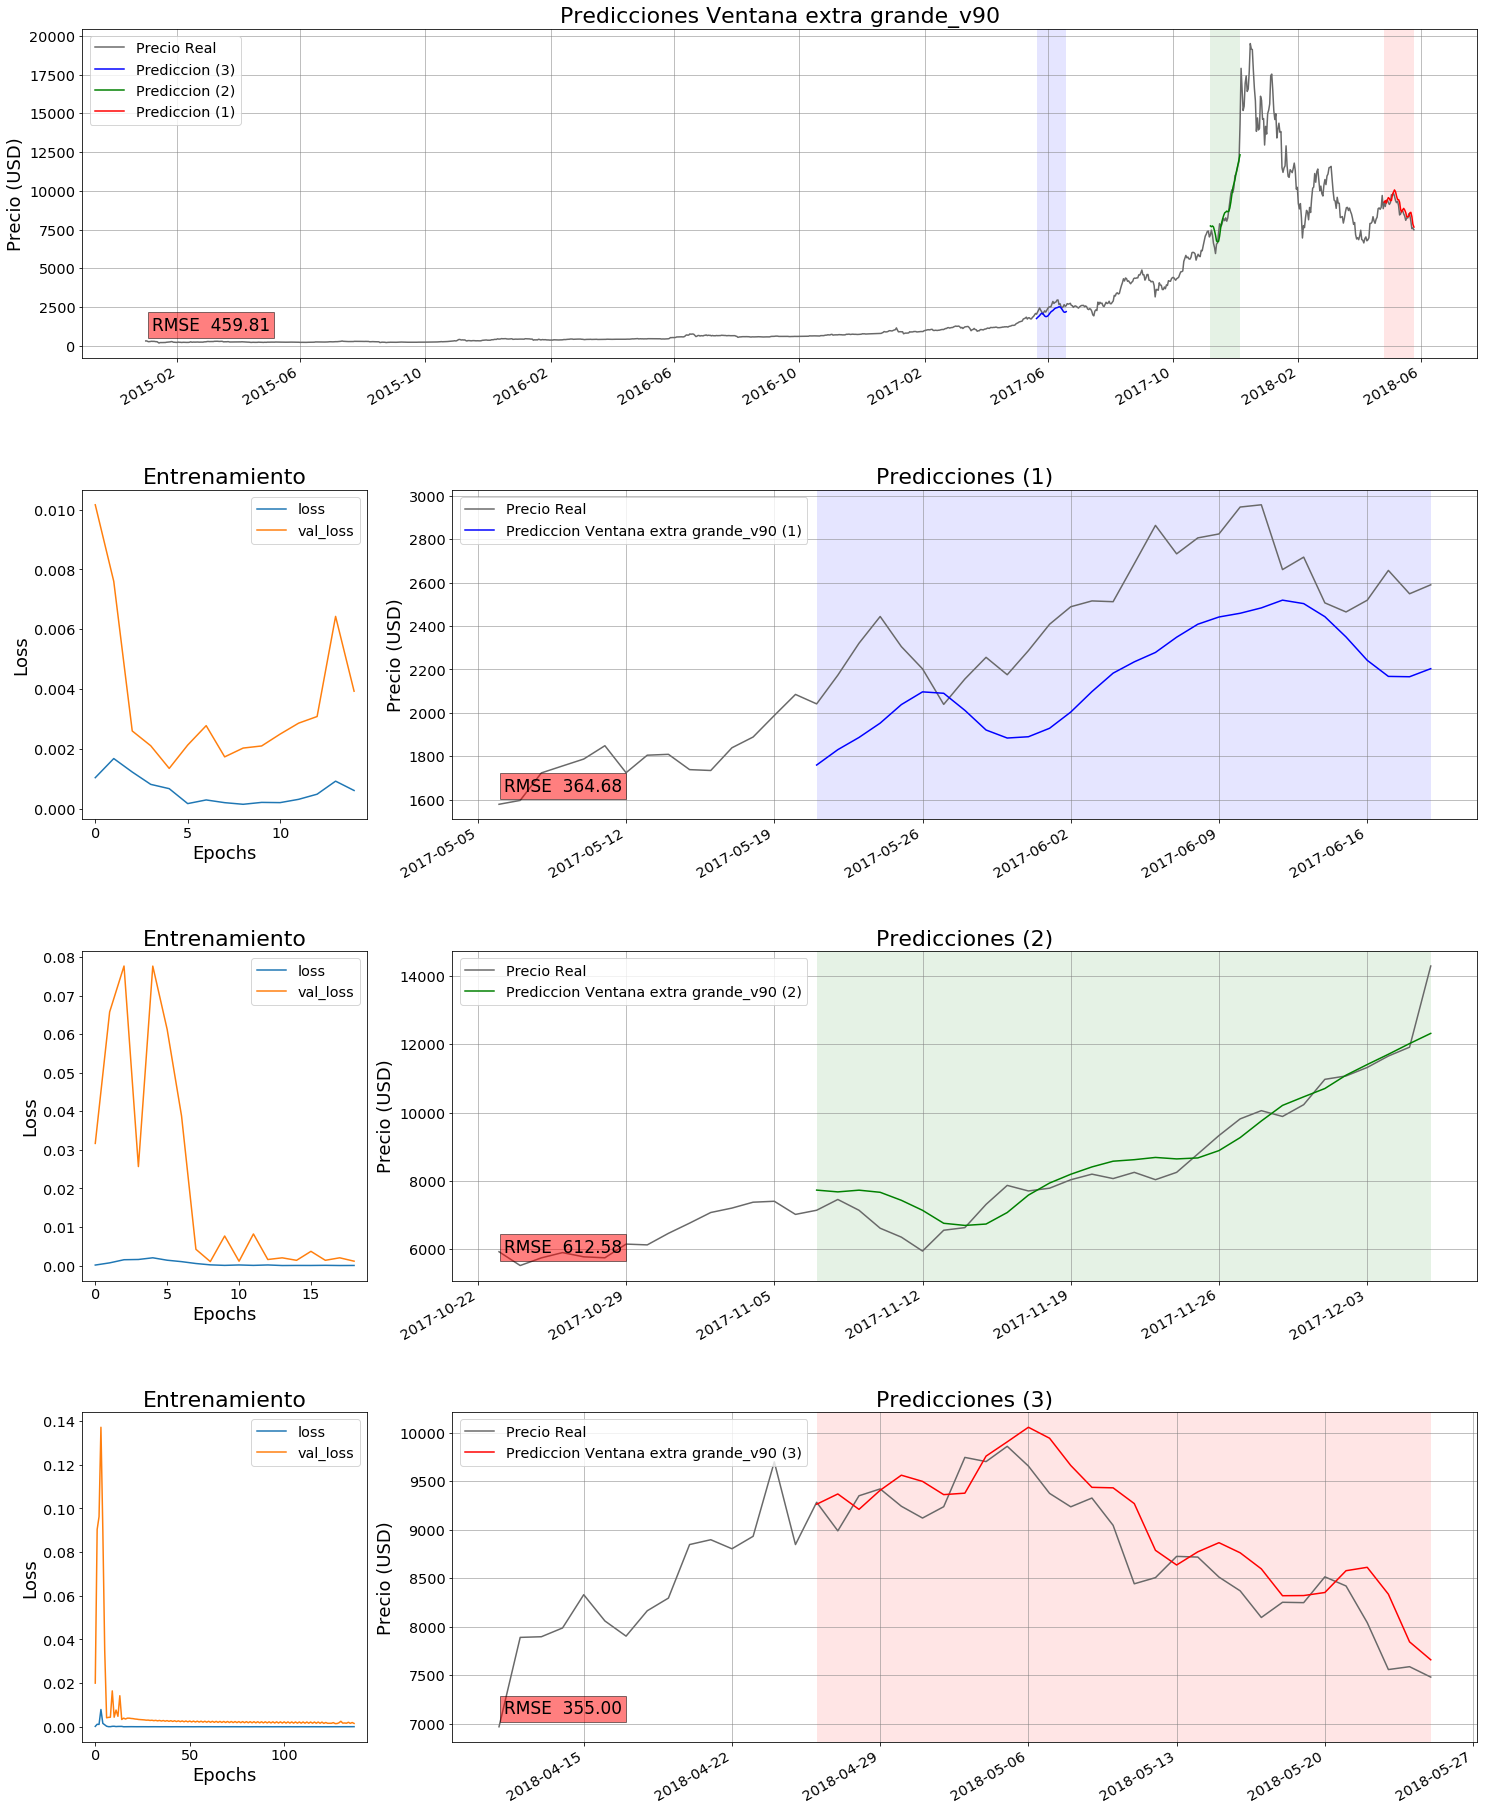 Predicciones Ventana extra grande_v90
Precio (USD)
20000
17500
15000
12500
10000
7500
5000
2500
0
Precio Real
Prediccion (3)
Prediccion (2)
Prediccion (1)
RMSE 459.81
2015-02
2015-06
2015-10
2016-02
2016-06
2016-10
2017-02
2017-06
2017-10
2018-02
2018-06
Entrenamiento
Loss
0.010
0.008
0.006
0.004
0.002
0.000
loss
val_loss
0
5
10
Epochs
Predicciones (1)
Precio (USD)
3000
2800
2600
2400
2200
2000
1800
1600
Precio Real
Prediccion Ventana extra grande_v90 (1)
RMSE 364.68
2017-05-05
2017-05-12
2017-05-19
2017-05-26
2017-06-02
2017-06-09
2017-06-16
Entrenamiento
Loss
0.08
0.07
0.06
0.05
0.04
0.03
0.02
0.01
0.00
loss
val_loss
0
5
10
15
Epochs
Predicciones (2)
Precio (USD)
14000
12000
10000
8000
6000
Precio Real
Prediccion Ventana extra grande_v90 (2)
RMSE 612.58
2017-10-22
2017-10-29
2017-11-05
2017-11-12
2017-11-19
2017-11-26
2017-12-03
Entrenamiento
Loss
0.14
0.12
0.10
0.08
0.06
0.04
0.02
0.00
loss
val_loss
0
50
100
Epochs
Predicciones (3)
Precio (USD)
10000
9500
9000
8500
8000
7500
7000
Precio Real
Prediccion Ventana extra grande_v90 (3)
RMSE 355.00
2018-04-15
2018-04-22
2018-04-29
2018-05-06
2018-05-13
2018-05-20
2018-05-27